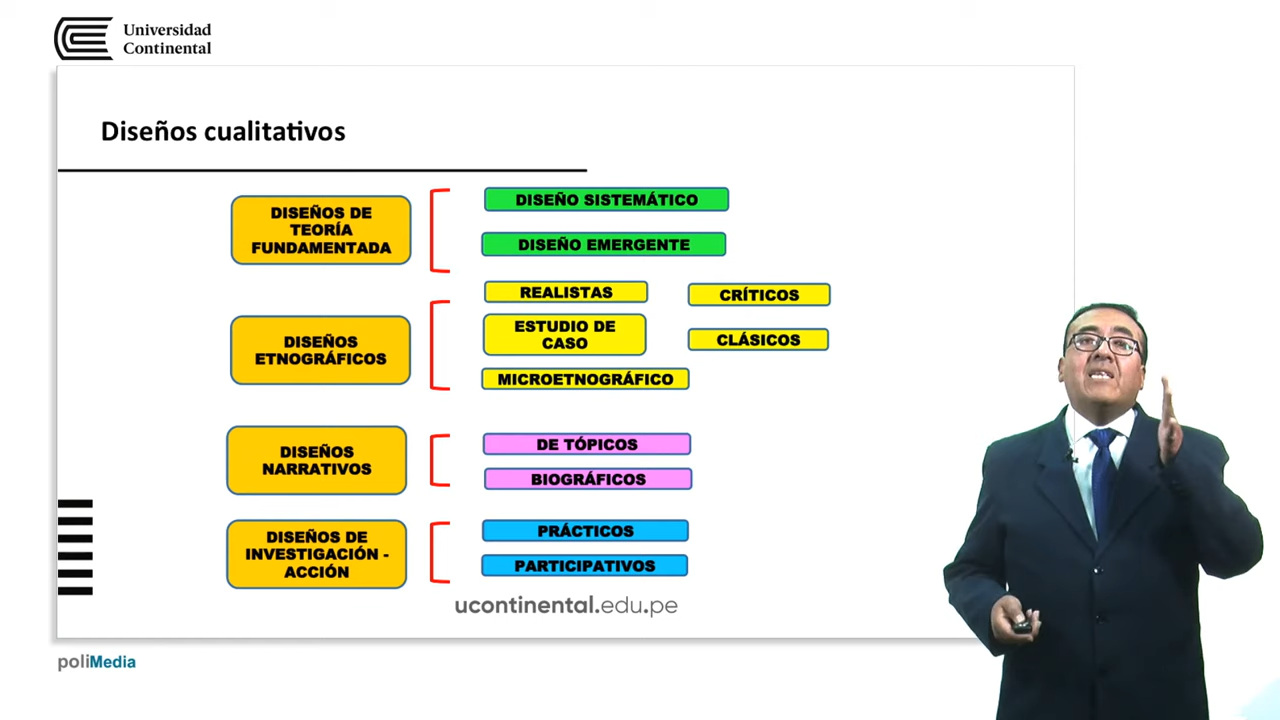 Universidad
Continental
Diseños cualitativos
DISEÑOS DE
TEORÍA
FUNDAMENTADA
DISEÑO SISTEMÁTICO
DISEÑO EMERGENTE
DISEÑOS
ETNOGRÁFICOS
REALISTAS
CRÍTICOS
ESTUDIO DE
CASO
CLÁSICOS
MICROETNOGRÁFICO
DISEÑOS
NARRATIVOS
DE TÓPICOS
BIOGRÁFICOS
DISEÑOS DE
INVESTIGACIÓN -
ACCIÓN
PRÁCTICOS
PARTICIPATIVOS
ucontinental.edu.pe
poliMedia